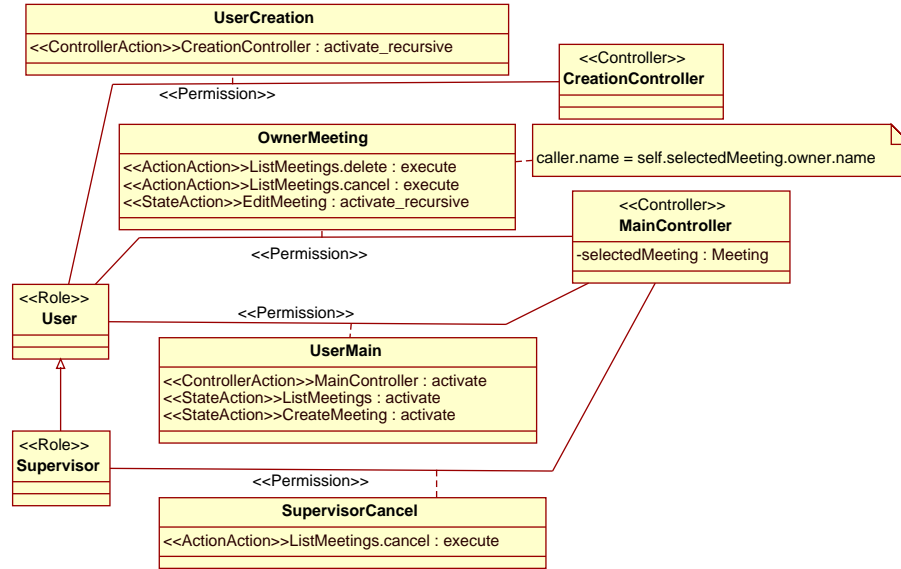 UserCreation
<<ControllerAction>>CreationController : activate_recursive
<<Controller>>
CreationController
<<Permission>>
OwnerMeeting
<<ActionAction>>ListMeetings.delete : execute
<<ActionAction>>ListMeetings.cancel : execute
<<StateAction>>EditMeeting : activate_recursive
caller.name = self.selectedMeeting.owner.name
<<Controller>>
MainController
-selectedMeeting : Meeting
<<Permission>>
<<Role>>
User
<<Permission>>
UserMain
<<ControllerAction>>MainController : activate
<<StateAction>>ListMeetings : activate
<<StateAction>>CreateMeeting : activate
<<Role>>
Supervisor
<<Permission>>
SupervisorCancel
<<ActionAction>>ListMeetings.cancel : execute